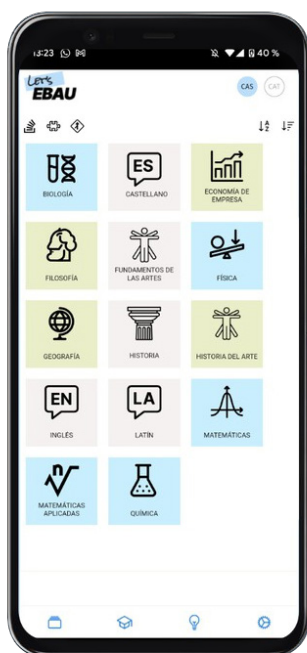 13:23
40 %
LET'S
EBAU
CAS
CAT
BIOLOGÍA
ES
CASTELLANO
ECONOMÍA DE
EMPRESA
FILOSOFÍA
FUNDAMENTOS DE
LAS ARTES
FÍSICA
GEOGRAFÍA
HISTORIA
HISTORIA DEL ARTE
EN
INGLÉS
LA
LATÍN
MATEMÁTICAS
n
MATEMÁTICAS
APLICADAS
QUÍMICA